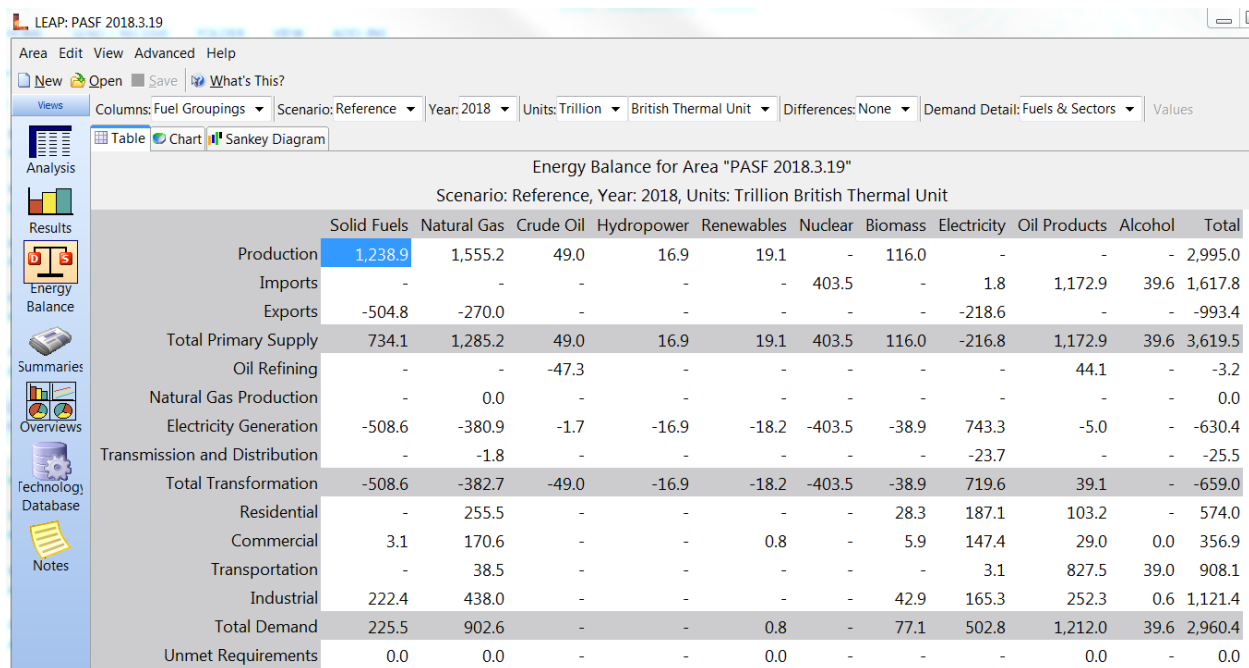 LEAP: PASF 2018.3.19
Area Edit View Advanced Help
New Open Save What's This?
Views
Columns: Fuel Groupings Scenario: Reference Year: 2018 Units: Trillion British Thermal Unit Differences: None Demand Detail: Fuels & Sectors Values
Table Chart Sankey Diagram
Analysis
Results
Energy
Balance
Summaries
Overviews
Technology
Database
Notes
Energy Balance for Area "PASF 2018.3.19"
Scenario: Reference, Year: 2018, Units: Trillion British Thermal Unit
Solid Fuels Natural Gas Crude Oil Hydropower Renewables Nuclear Biomass Electricity Oil Products Alcohol Total
Production 1,238.9 1,555.2 49.0 16.9 19.1 - 116.0 - - - 2,995.0
Imports - - - - - 403.5 - 1.8 1,172.9 39.6 1,617.8
Exports -504.8 -270.0 - - - - - -218.6 - - -993.4
Total Primary Supply 734.1 1,285.2 49.0 16.9 19.1 403.5 116.0 -216.8 1,172.9 39.6 3,619.5
Oil Refining - - -47.3 - - - - - 44.1 - -3.2
Natural Gas Production - 0.0 - - - - - - - - 0.0
Electricity Generation -508.6 -380.9 -1.7 -16.9 -18.2 -403.5 -38.9 743.3 -5.0 - -630.4
Transmission and Distribution - -1.8 - - - - - -23.7 - - -25.5
Total Transformation -508.6 -382.7 -49.0 -16.9 -18.2 -403.5 -38.9 719.6 39.1 - -659.0
Residential - 255.5 - - - - 28.3 187.1 103.2 - 574.0
Commercial 3.1 170.6 - - 0.8 - 5.9 147.4 29.0 0.0 356.9
Transportation - 38.5 - - - - - 3.1 827.5 39.0 908.1
Industrial 222.4 438.0 - - - - 42.9 165.3 252.3 0.6 1,121.4
Total Demand 225.5 902.6 - - 0.8 - 77.1 502.8 1,212.0 39.6 2,960.4
Unmet Requirements 0.0 0.0 - - 0.0 - - - 0.0 - 0.0